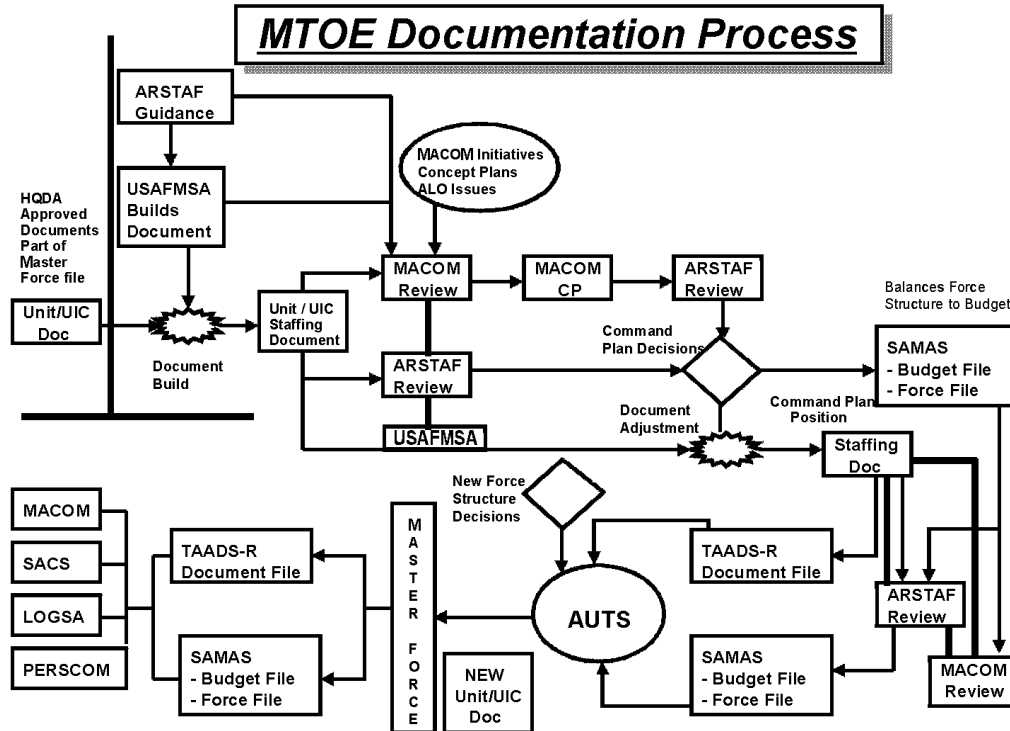 MTOE Documentation Process
ARSTAF
Guidance
MACOM Initiatives
Concept Plans
ALO Issues
USAFMSA
Builds
Document
HQDA
Approved
Documents
Part of
Master
Force file
Unit/UIC
Doc
Document
Build
Unit / UIC
Staffing
Document
MACOM
Review
MACOM
CP
ARSTAF
Review
Balances Force
Structure to Budget
Command
Plan Decisions
ARSTAF
Review
SAMAS
- Budget File
- Force File
USAFMSA
Document
Adjustment
Command Plan
Position
Staffing
Doc
New Force
Structure
Decisions
MACOM
SACS
LOGSA
PERSCOM
TAADS-R
Document File
SAMAS
- Budget File
- Force File
M
A
S
T
E
R
F
O
R
C
E
NEW
Unit/UIC
Doc
AUTS
TAADS-R
Document File
SAMAS
- Budget File
- Force File
ARSTAF
Review
MACOM
Review